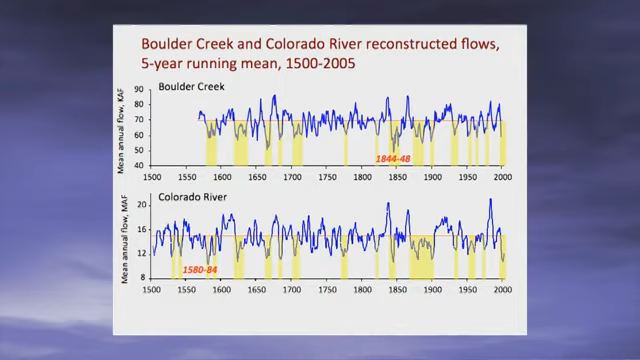 Boulder Creek and Colorado River reconstructed flows,
5-year running mean, 1500-2005
Boulder Creek
Mean annual flow, KAF
90
80
70
60
50
40
1844-48
1500 1550 1600 1650 1700 1750 1800 1850 1900 1950 2000
Colorado River
Mean annual flow, MAF
20
16
12
8
1580-84
1500 1550 1600 1650 1700 1750 1800 1850 1900 1950 2000